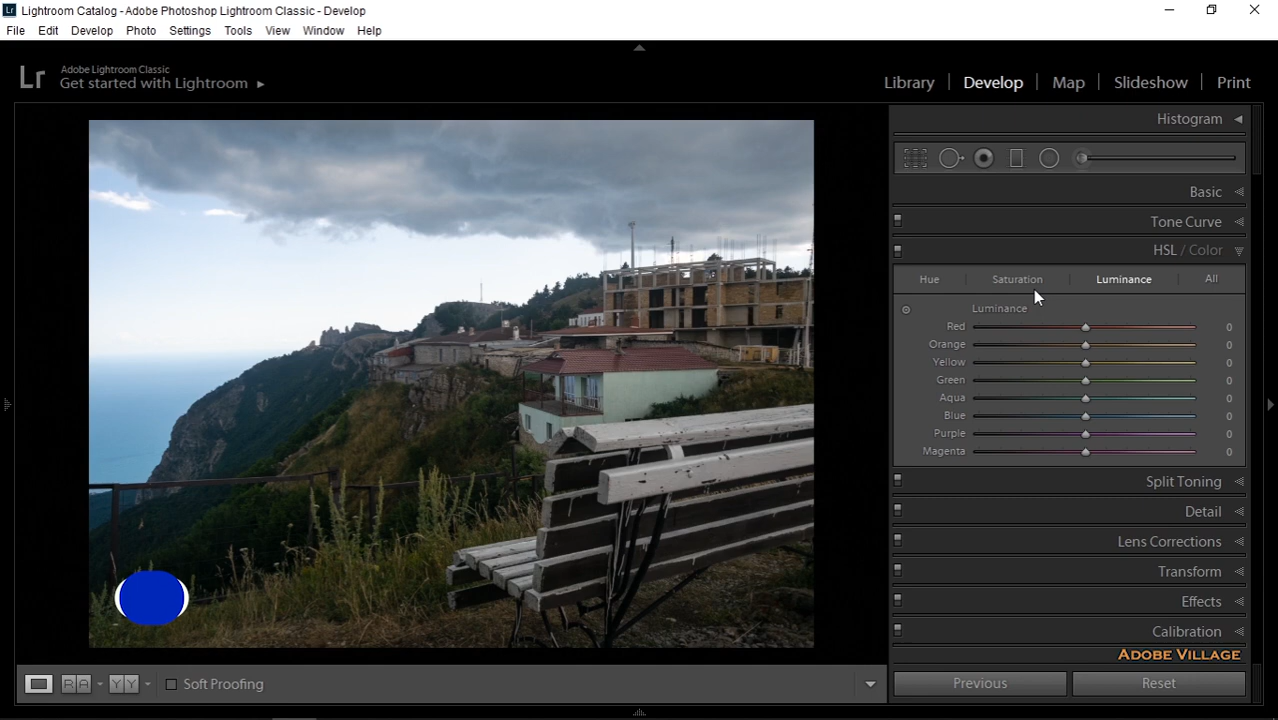 Lightroom Catalog - Adobe Photoshop Lightroom Classic - Develop
File Edit Develop Photo Settings Tools View Window Help
Adobe Lightroom Classic
Get started with Lightroom
Library Develop Map Slideshow Print
Histogram
Basic
Tone Curve
HSL / Color
Hue Saturation Luminance All
Luminance
Red 0
Orange 0
Yellow 0
Green 0
Aqua 0
Blue 0
Purple 0
Magenta 0
Split Toning
Detail
Lens Corrections
Transform
Effects
Calibration
ADOBE VILLAGE
Soft Proofing
Previous Reset
Lr
Lr
R A
Y Y